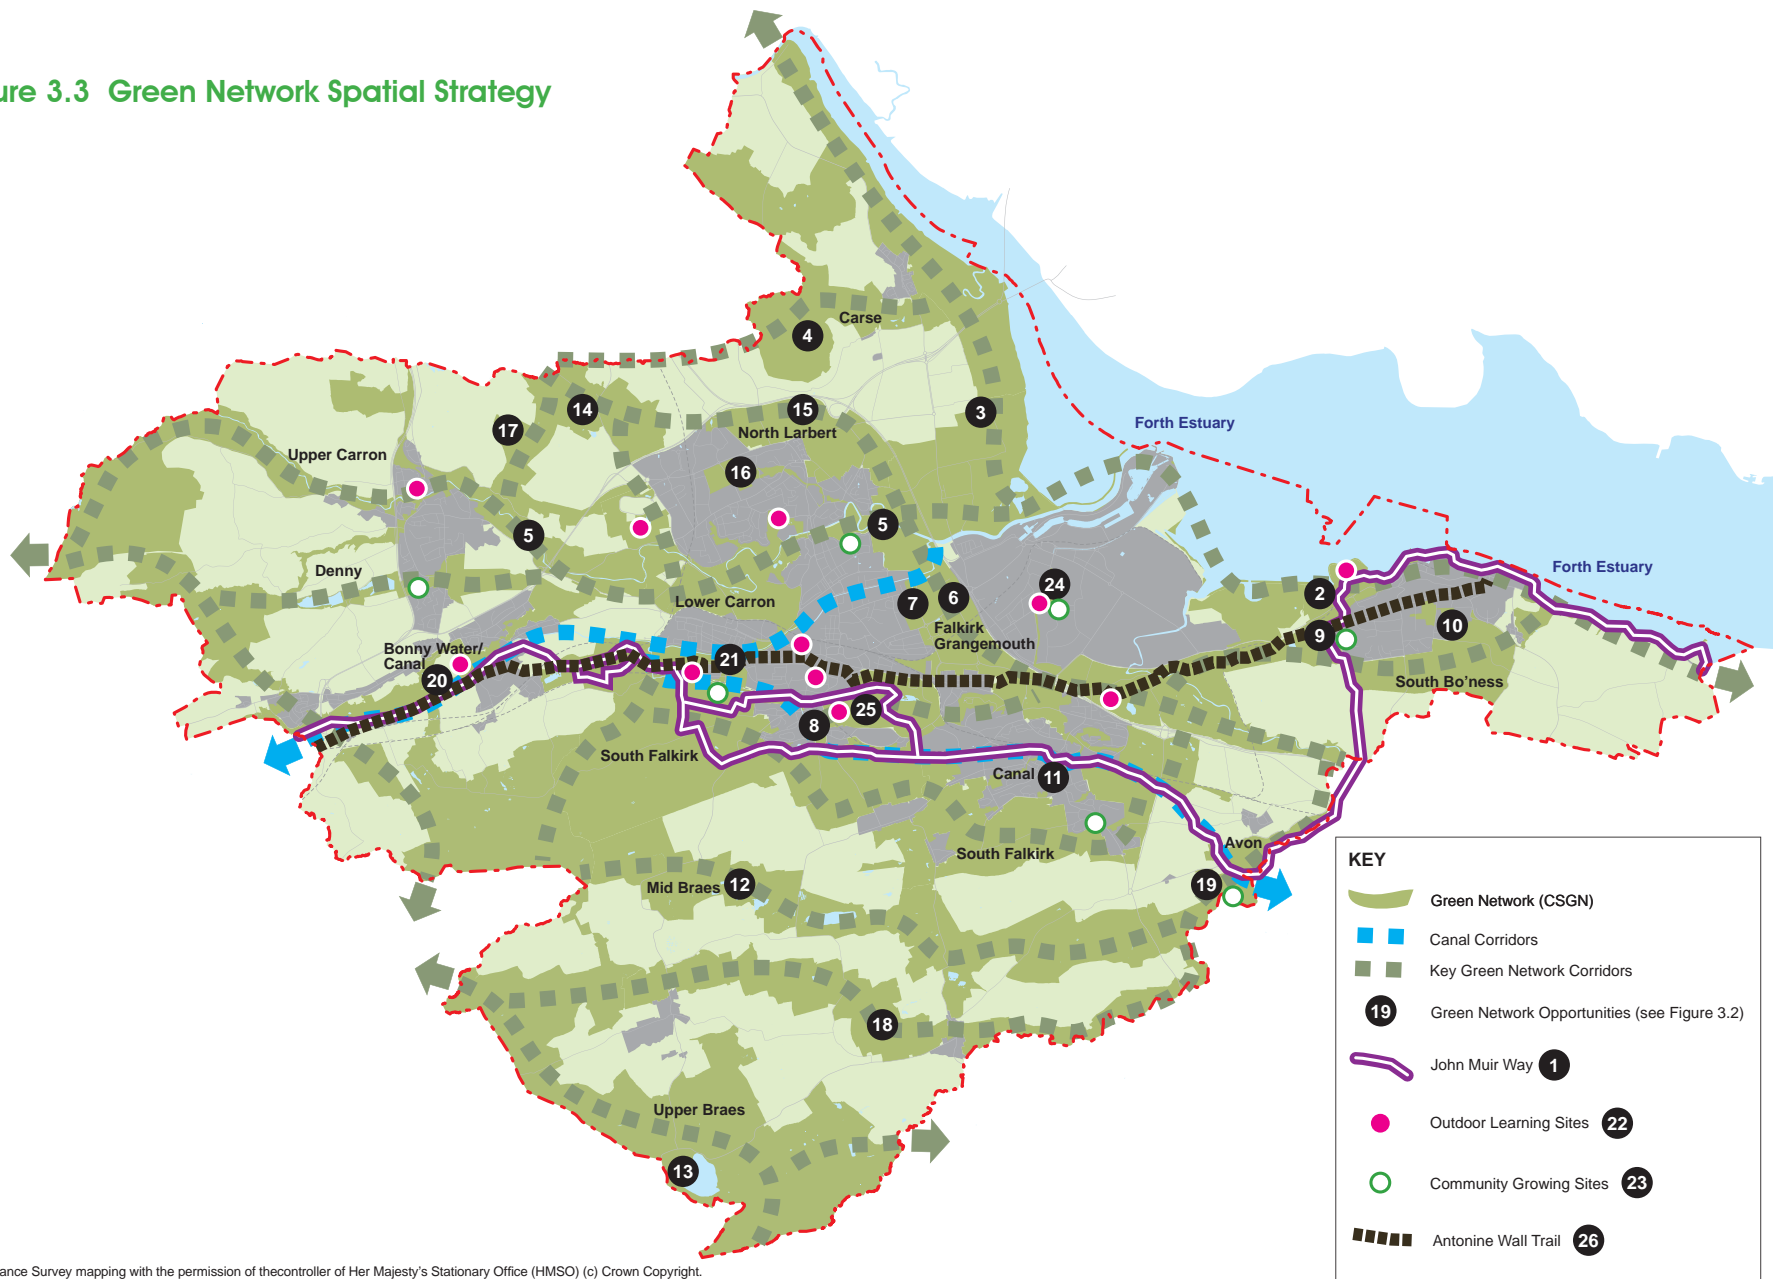 ure 3.3 Green Network Spatial Strategy
Carse
4
3
14
15
17
North Larbert
Forth Estuary
Upper Carron
16
5
5
Forth Estuary
Denny
24
2
Lower Carron
7
6
Falkirk
Grangemouth
9
10
Bonny Water/
Canal
20
21
South Bo'ness
25
8
South Falkirk
Canal
11
South Falkirk
Avon
Mid Braes
12
19
18
Upper Braes
13
KEY
Green Network (CSGN)
Canal Corridors
Key Green Network Corridors
19 Green Network Opportunities (see Figure 3.2)
John Muir Way 1
Outdoor Learning Sites 22
Community Growing Sites 23
Antonine Wall Trail 26
ance Survey mapping with the permission of thecontroller of Her Majesty's Stationary Office (HMSO) (c) Crown Copyright.